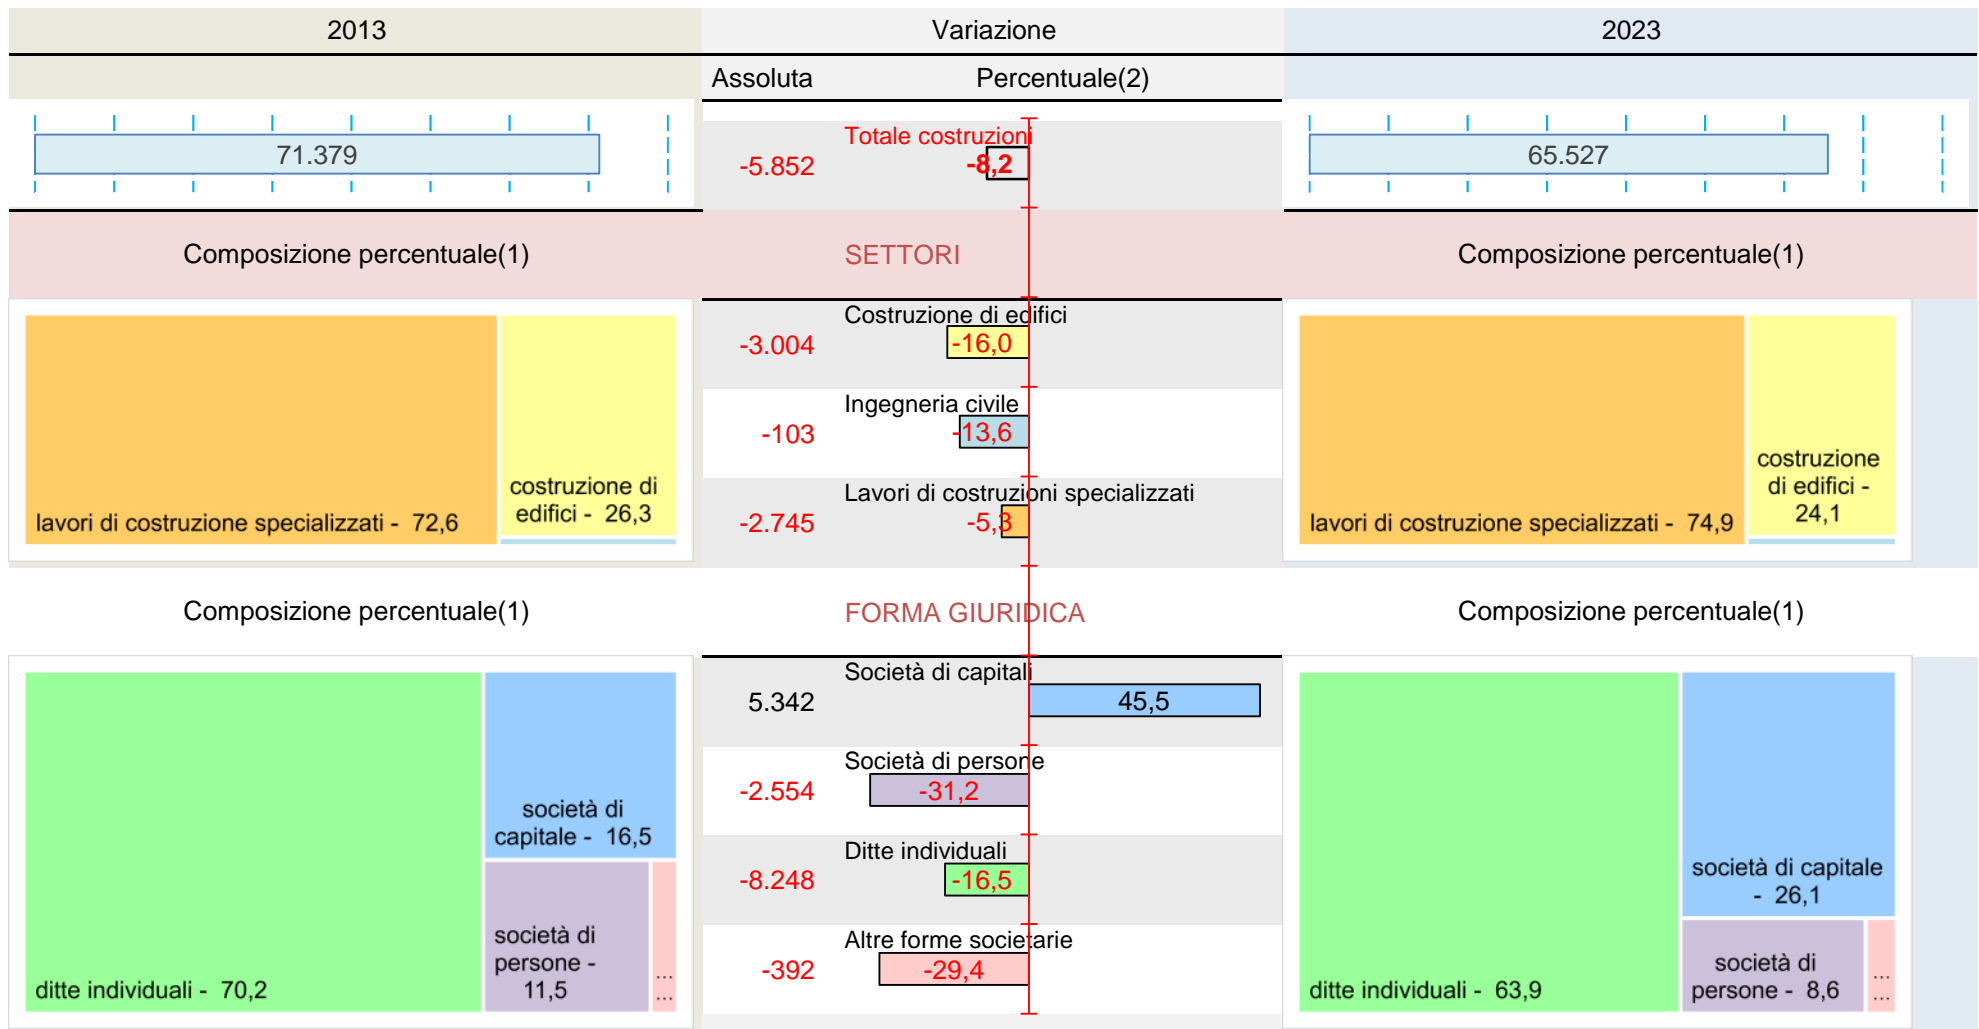 2013
Variazione
2023
Assoluta
Percentuale(2)
71.379
-5.852
Totale costruzioni
-8,2
65.527
Composizione percentuale(1)
SETTORI
Composizione percentuale(1)
lavori di costruzione specializzati - 72,6
costruzione di
edifici - 26,3
Costruzione di edifici
-3.004
-16,0
Ingegneria civile
-103
-13,6
Lavori di costruzioni specializzati
-2.745
-5,3
lavori di costruzione specializzati - 74,9
costruzione
di edifici -
24,1
Composizione percentuale(1)
FORMA GIURIDICA
Composizione percentuale(1)
ditte individuali - 70,2
società di
capitale - 16,5
società di
persone -
11,5
...
...
Società di capitali
5.342
45,5
Società di persone
-2.554
-31,2
Ditte individuali
-8.248
-16,5
Altre forme societarie
-392
-29,4
ditte individuali - 63,9
società di capitale
- 26,1
società di
persone - 8,6
...
...